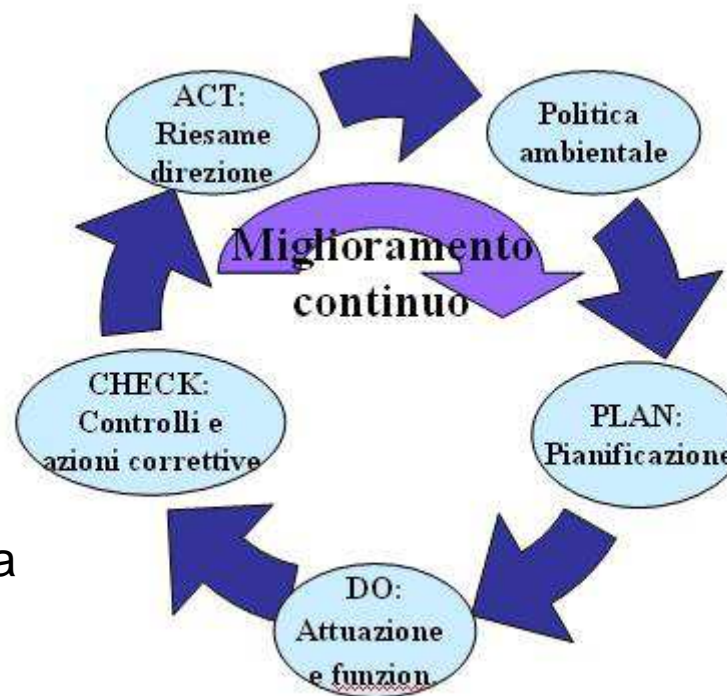 ACT:
Riesame
direzione
Politica
ambientale
Miglioramento
continuo
PLAN:
Pianificazione
DO:
Attuazione
e funzion.
CHECK:
Controlli e
azioni correttive
a